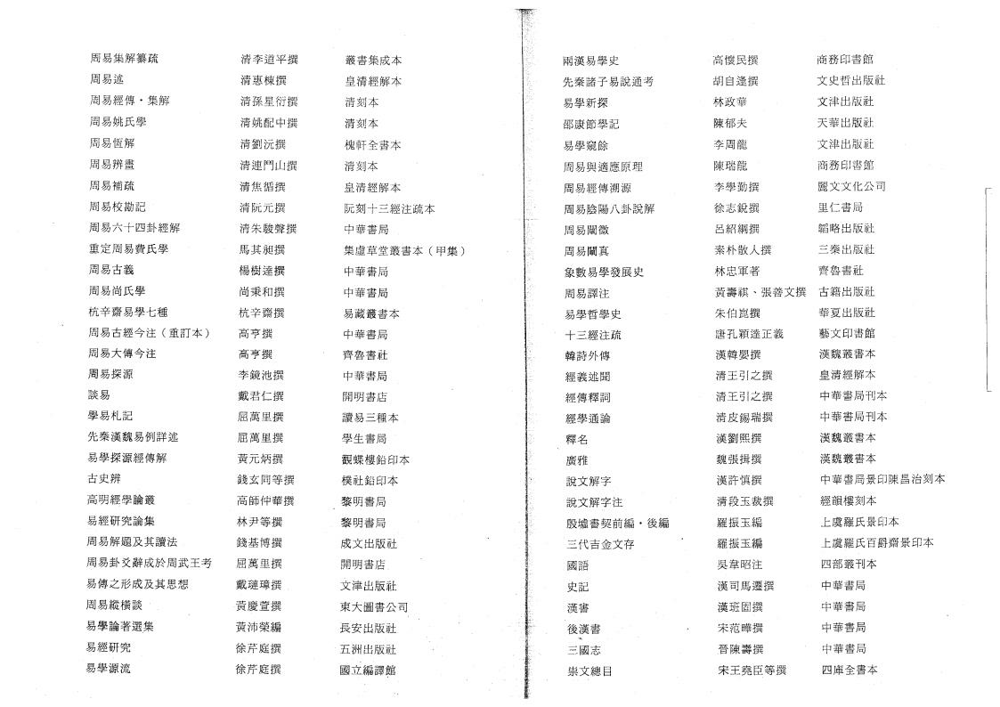 周易集解纂疏 清李道平撰 叢書集成本
周易述 清惠棟撰 皇清經解本
周易經傳・集解 清孫星衍撰 清刻本
周易姚氏學 清姚配中撰 清刻本
周易恆解 清劉沅撰 槐軒全書本
周易辨畫 清連鬥山撰 清刻本
周易補疏 清焦循撰 皇清經解本
周易校勘記 清阮元撰 阮刻十三經注疏本
周易六十四卦經解 清朱駿聲撰 中華書局
重定周易費氏學 馬其昶撰 集虛草堂叢書本（甲集）
周易古義 楊樹達撰 中華書局
周易尚氏學 尚秉和撰 中華書局
杭辛齋易學七種 杭辛齋撰 易藏叢書本
周易古經今注（重訂本） 高亨撰 中華書局
周易大傳今注 高亨撰 齊魯書社
周易探源 李鏡池撰 中華書局
談易 戴君仁撰 開明書店
學易札記 屈萬里撰 讀易三種本
先秦漢魏易例詳述 屈萬里撰 學生書局
易學探源經傳解 黃元炳撰 觀蝶樓鉛印本
古史辨 錢玄同等撰 樸社鉛印本
高明經學論叢 高師仲華撰 黎明書局
易經研究論集 林尹等撰 黎明書局
周易解題及其讀法 錢基博撰 成文出版社
周易卦爻辭成於周武王考 屈萬里撰 開明書店
易傳之形成及其思想 戴璉璋撰 文津出版社
周易縱橫談 黃慶萱撰 東大圖書公司
易學論著選集 黃沛榮編 長安出版社
易經研究 徐芹庭撰 五洲出版社
易學源流 徐芹庭撰 國立編譯館
兩漢易學史 高懷民撰 商務印書館
先秦諸子易說通考 胡自逢撰 文史哲出版社
易學新探 林政華 文津出版社
邵康節學記 陳郁夫 天華出版社
易學窺餘 李周龍 文津出版社
周易與適應原理 陳瑞龍 商務印書館
周易經傳溯源 李學勤撰 麗文文化公司
周易陰陽八卦說解 徐志銳撰 里仁書局
周易闡微 呂紹綱撰 韜略出版社
周易闡真 素朴散人撰 三秦出版社
象數易學發展史 林忠軍著 齊魯書社
周易譯注 黃壽祺、張善文撰 古籍出版社
易學哲學史 朱伯崑撰 華夏出版社
十三經注疏 唐孔穎達正義 藝文印書館
韓詩外傳 漢韓嬰撰 漢魏叢書本
經義述聞 清王引之撰 皇清經解本
經傳釋詞 清王引之撰 中華書局刊本
經學通論 清皮錫瑞撰 中華書局刊本
釋名 漢劉熙撰 漢魏叢書本
廣雅 魏張揖撰 漢魏叢書本
說文解字 漢許慎撰 中華書局景印陳昌治刻本
說文解字注 清段玉裁撰 經韻樓刻本
殷墟書契前編・後編 羅振玉編 上虞羅氏景印本
三代吉金文存 羅振玉編 上虞羅氏百爵齋景印本
國語 吳韋昭注 四部叢刊本
史記 漢司馬遷撰 中華書局
漢書 漢班固撰 中華書局
後漢書 宋范曄撰 中華書局
三國志 晉陳壽撰 中華書局
崇文總目 宋王堯臣等撰 四庫全書本